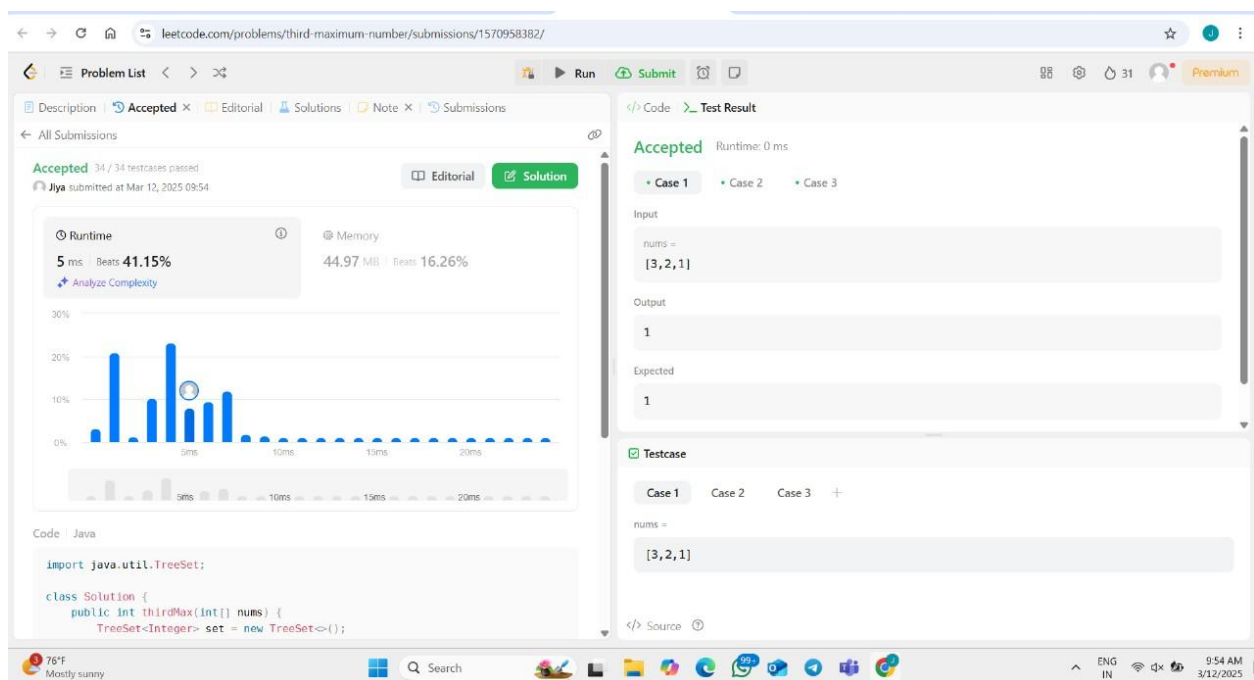 leetcode.com/problems/third-maximum-number/submissions/1570958382/
J
Problem List
Run
Submit
31
Premium
Description
Accepted
Editorial
Solutions
Note
Submissions
All Submissions
Accepted 34 / 34 testcases passed
Jiya submitted at Mar 12, 2025 09:54
Editorial
Solution
Runtime
5 ms Beats 41.15%
Analyze Complexity
Memory
44.97 MB Beats 16.26%
30%
20%
10%
0%
5ms 10ms 15ms 20ms
5ms 10ms 15ms 20ms
Code Java
import java.util.TreeSet;
class Solution {
public int thirdMax(int[] nums) {
TreeSet<Integer> set = new TreeSet<>();
</> Code
>_ Test Result
Accepted Runtime: 0 ms
• Case 1 • Case 2 • Case 3
Input
nums =
[3,2,1]
Output
1
Expected
1
Testcase
Case 1 Case 2 Case 3 +
nums =
[3,2,1]
</> Source
3
76°F
Mostly sunny
Search
99+
ENG
IN
9:54 AM
3/12/2025